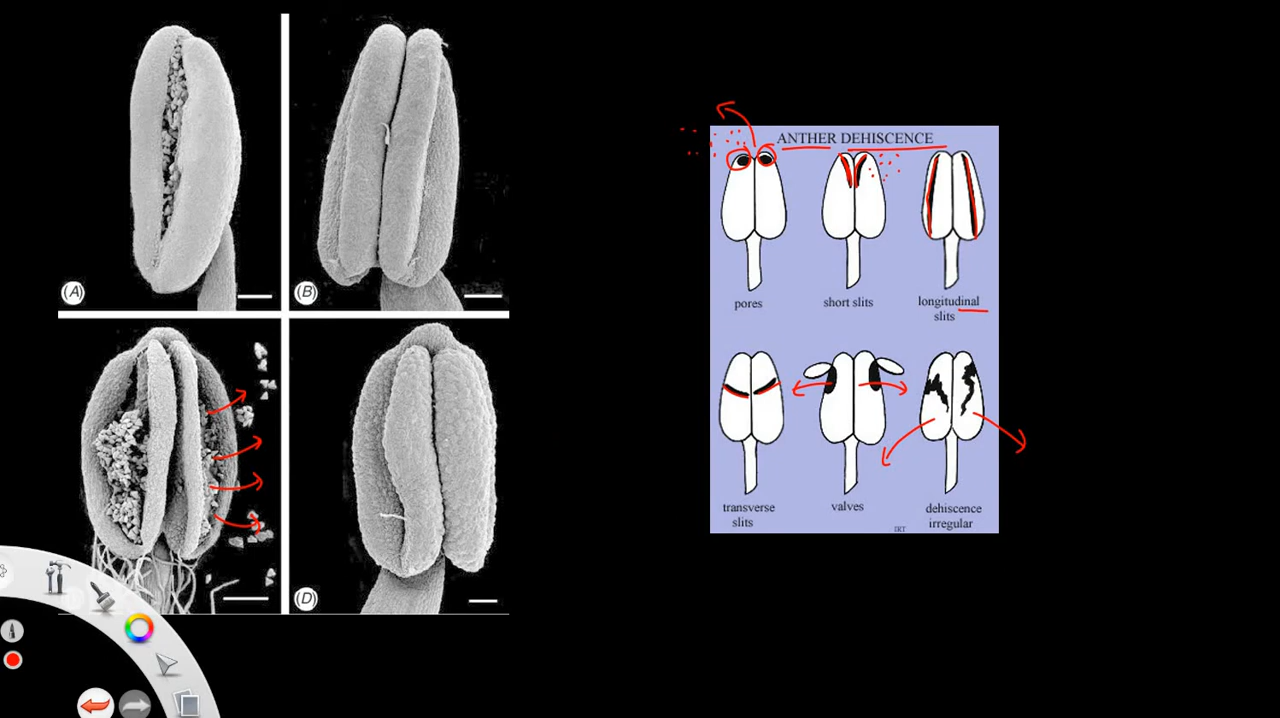 (A)
(B)
(D)
ANTHER DEHISCENCE
pores
short slits
longitudinal
slits
transverse
slits
valves
dehiscence
irregular